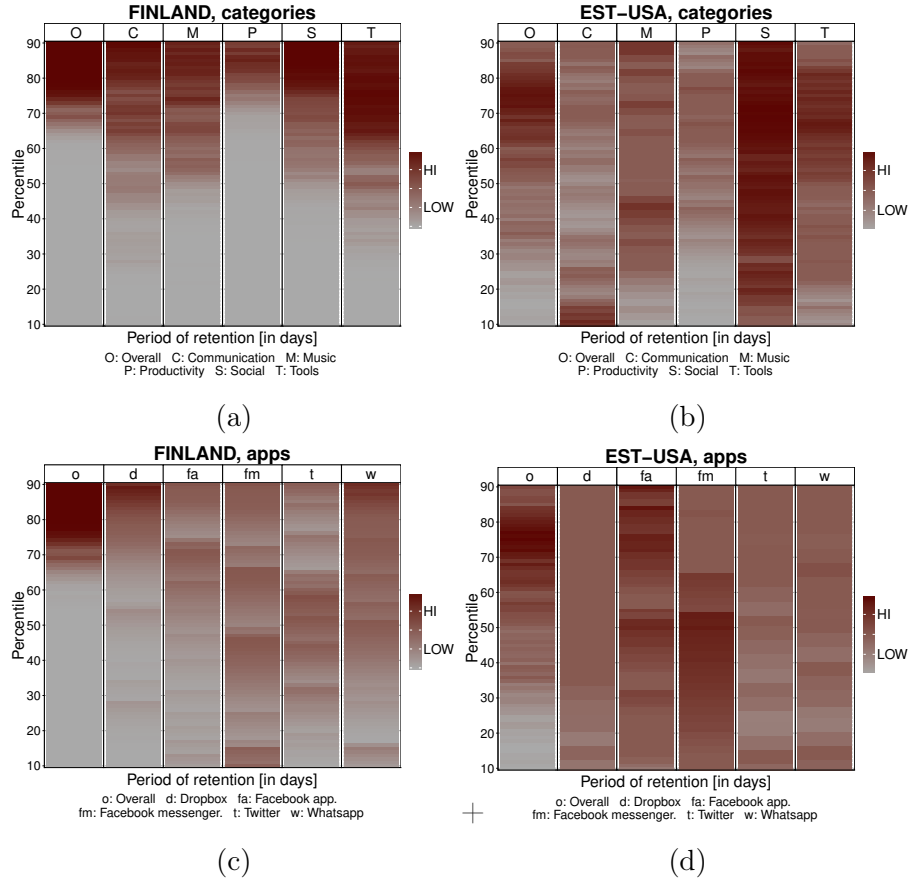 FINLAND, categories
O C M P S T
90
80
70
60
50
40
30
20
10
Percentile
HI
LOW
Period of retention [in days]
O: Overall C: Communication M: Music
P: Productivity S: Social T: Tools
(a)
EST−USA, categories
O C M P S T
90
80
70
60
50
40
30
20
10
Percentile
HI
LOW
Period of retention [in days]
O: Overall C: Communication M: Music
P: Productivity S: Social T: Tools
(b)
FINLAND, apps
o d fa fm t w
90
80
70
60
50
40
30
20
10
Percentile
HI
LOW
Period of retention [in days]
o: Overall d: Dropbox fa: Facebook app.
fm: Facebook messenger. t: Twitter w: Whatsapp
(c)
EST−USA, apps
o d fa fm t w
90
80
70
60
50
40
30
20
10
Percentile
HI
LOW
Period of retention [in days]
o: Overall d: Dropbox fa: Facebook app.
+ fm: Facebook messenger. t: Twitter w: Whatsapp
(d)